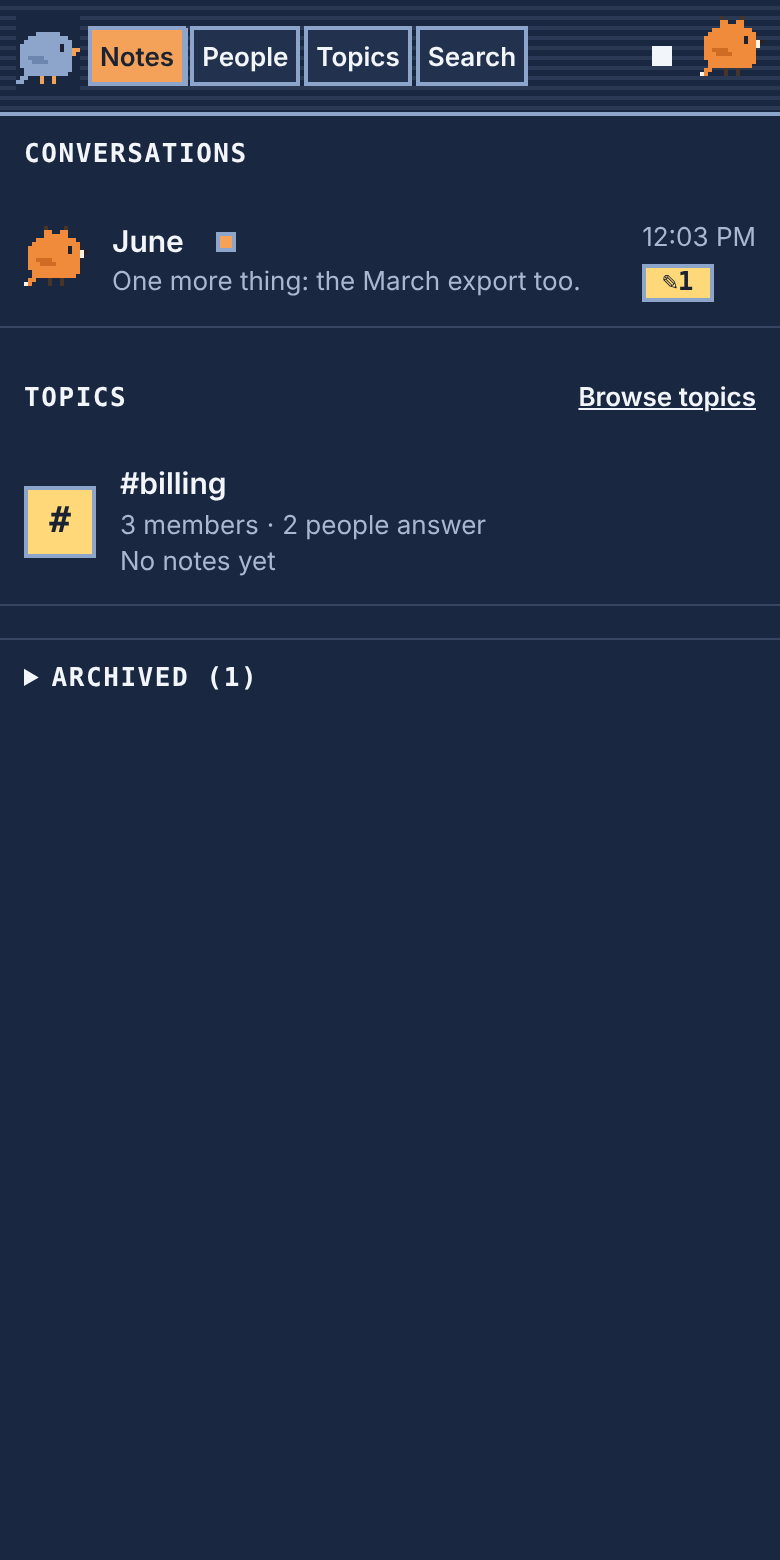 Notes People Topics Search
CONVERSATIONS
June
12:03 PM
One more thing: the March export too.
✎1
TOPICS
Browse topics
#
#billing
3 members · 2 people answer
No notes yet
▶ ARCHIVED (1)